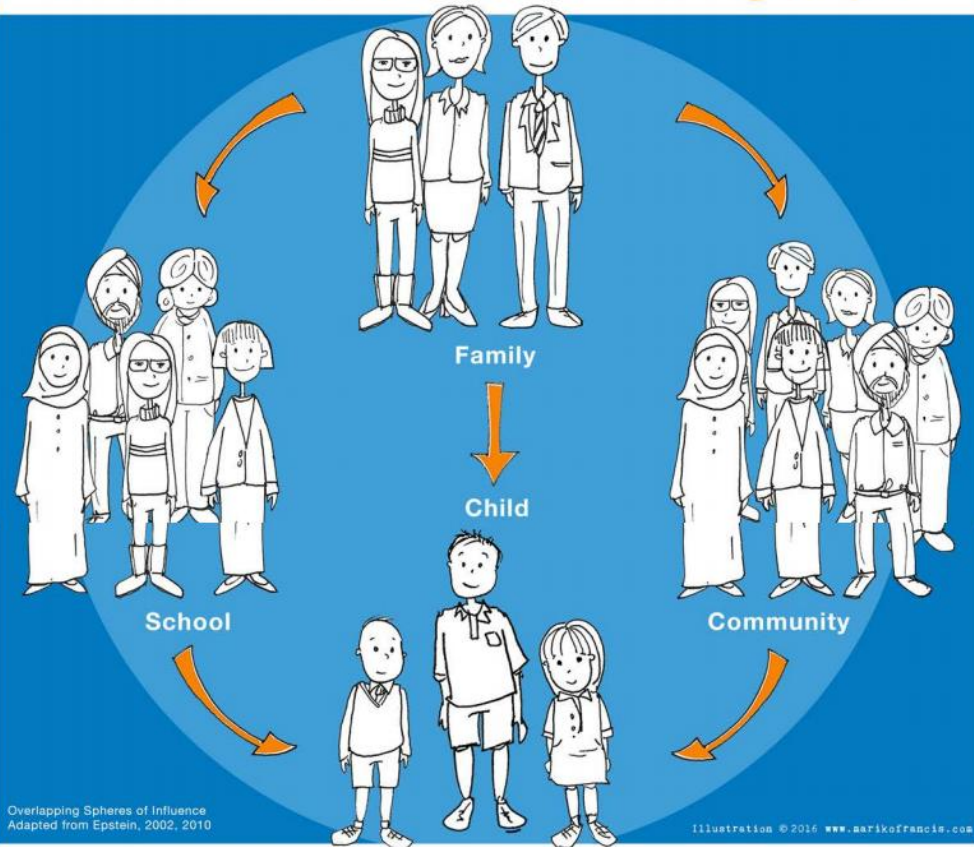 Family
Child
School
Community
Overlapping Spheres of Influence
Adapted from Epstein, 2002, 2010
Illustration © 2016 www.marikofrancis.com